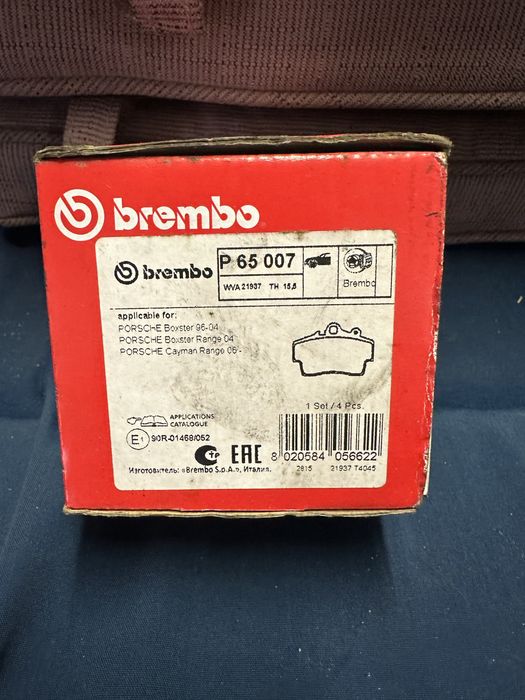 brembo
brembo P 65 007
WVA 21937 TH 15,5 Brembo
applicable for:
PORSCHE Boxster 96-04
PORSCHE Boxster Range 04
PORSCHE Cayman Range 05-
1 Set / 4 Pcs.
APPLICATIONS
CATALOGUE
E1 90R-01468/052
EAC
8 020584 056622
Изготовитель: «Brembo S.p.A.», Италия.
2815 21937 T4045